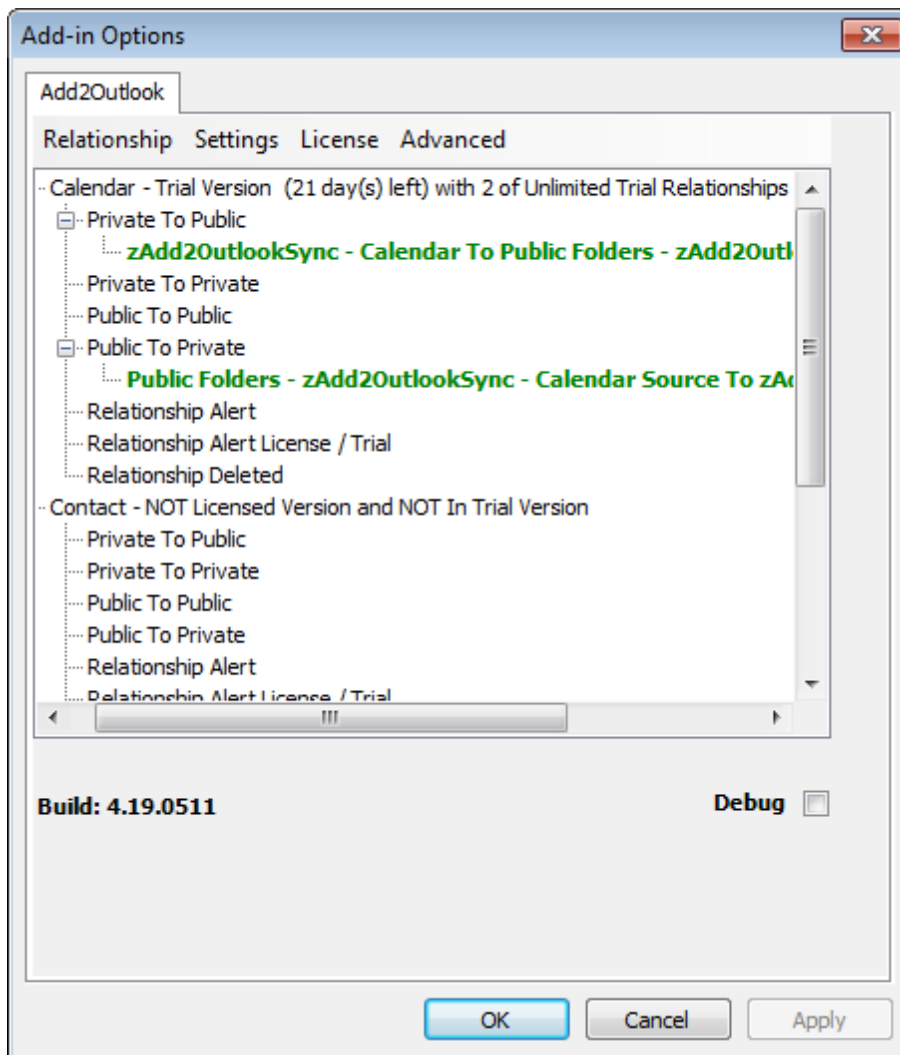 Add-in Options
Add2Outlook
Relationship Settings License Advanced
Calendar - Trial Version (21 day(s) left) with 2 of Unlimited Trial Relationships
Private To Public
zAdd2OutlookSync - Calendar To Public Folders - zAdd2Outl
Private To Private
Public To Public
Public To Private
Public Folders - zAdd2OutlookSync - Calendar Source To zAd
Relationship Alert
Relationship Alert License / Trial
Relationship Deleted
Contact - NOT Licensed Version and NOT In Trial Version
Private To Public
Private To Private
Public To Public
Public To Private
Relationship Alert
Relationship Alert License / Trial
Build: 4.19.0511 Debug
OK Cancel Apply